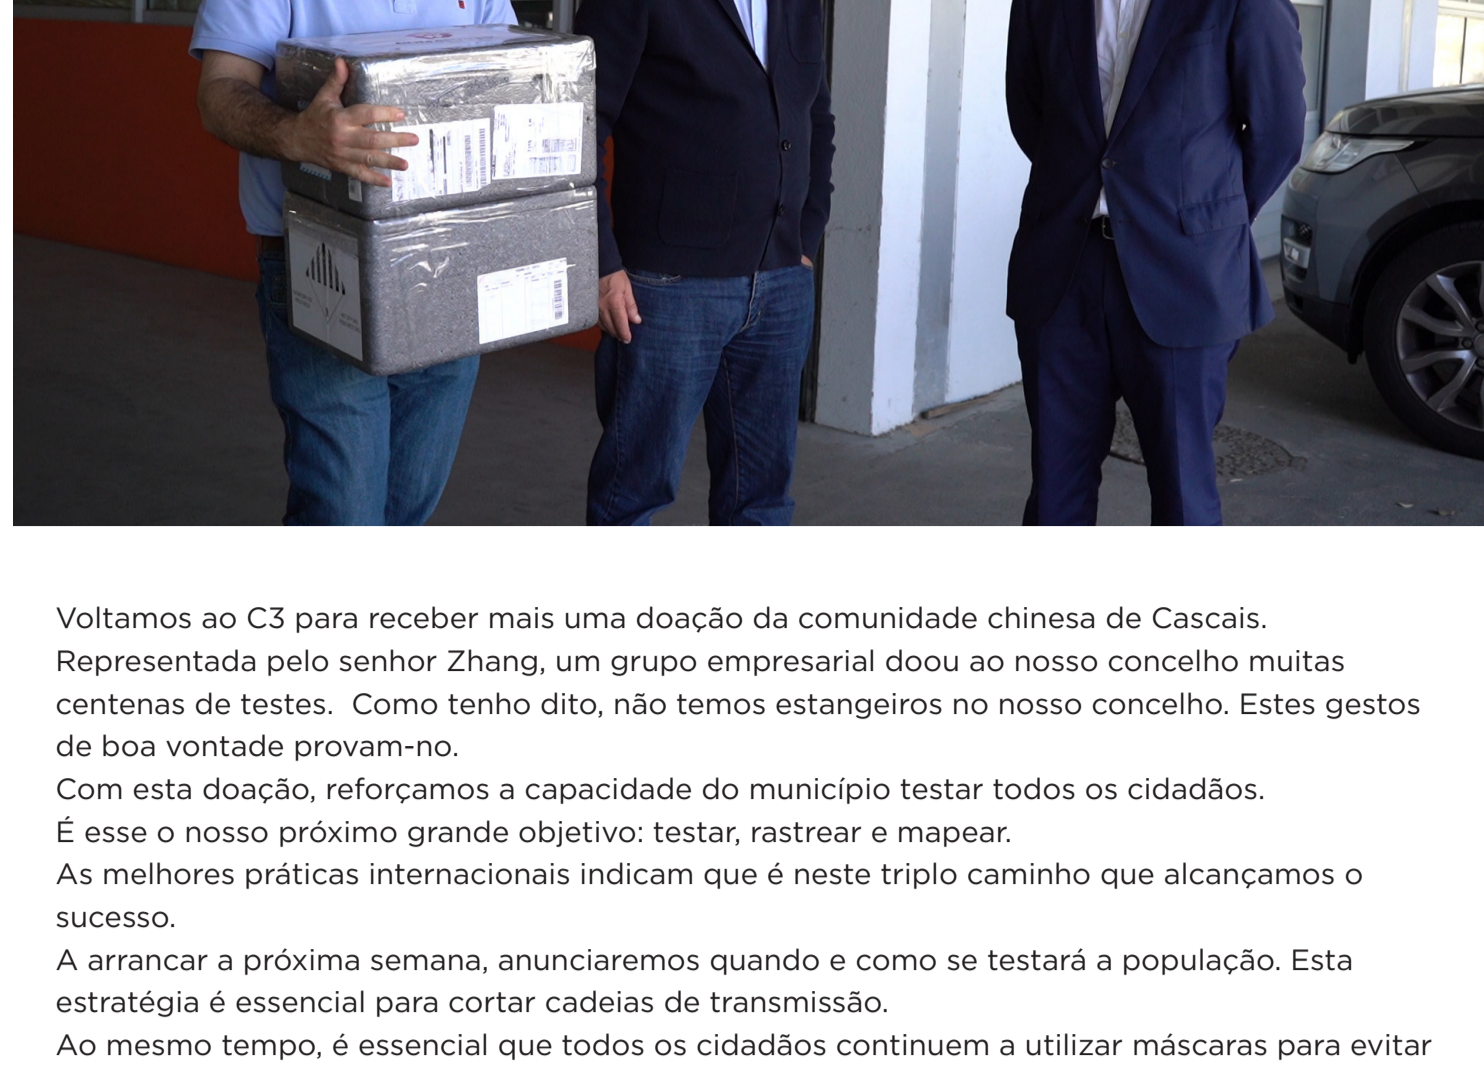 Voltamos ao C3 para receber mais uma doação da comunidade chinesa de Cascais.
Representada pelo senhor Zhang, um grupo empresarial doou ao nosso concelho muitas
centenas de testes.  Como tenho dito, não temos estangeiros no nosso concelho. Estes gestos
de boa vontade provam-no.
Com esta doação, reforçamos a capacidade do município testar todos os cidadãos.
É esse o nosso próximo grande objetivo: testar, rastrear e mapear.
As melhores práticas internacionais indicam que é neste triplo caminho que alcançamos o
sucesso.
A arrancar a próxima semana, anunciaremos quando e como se testará a população. Esta
estratégia é essencial para cortar cadeias de transmissão.
Ao mesmo tempo, é essencial que todos os cidadãos continuem a utilizar máscaras para evitar